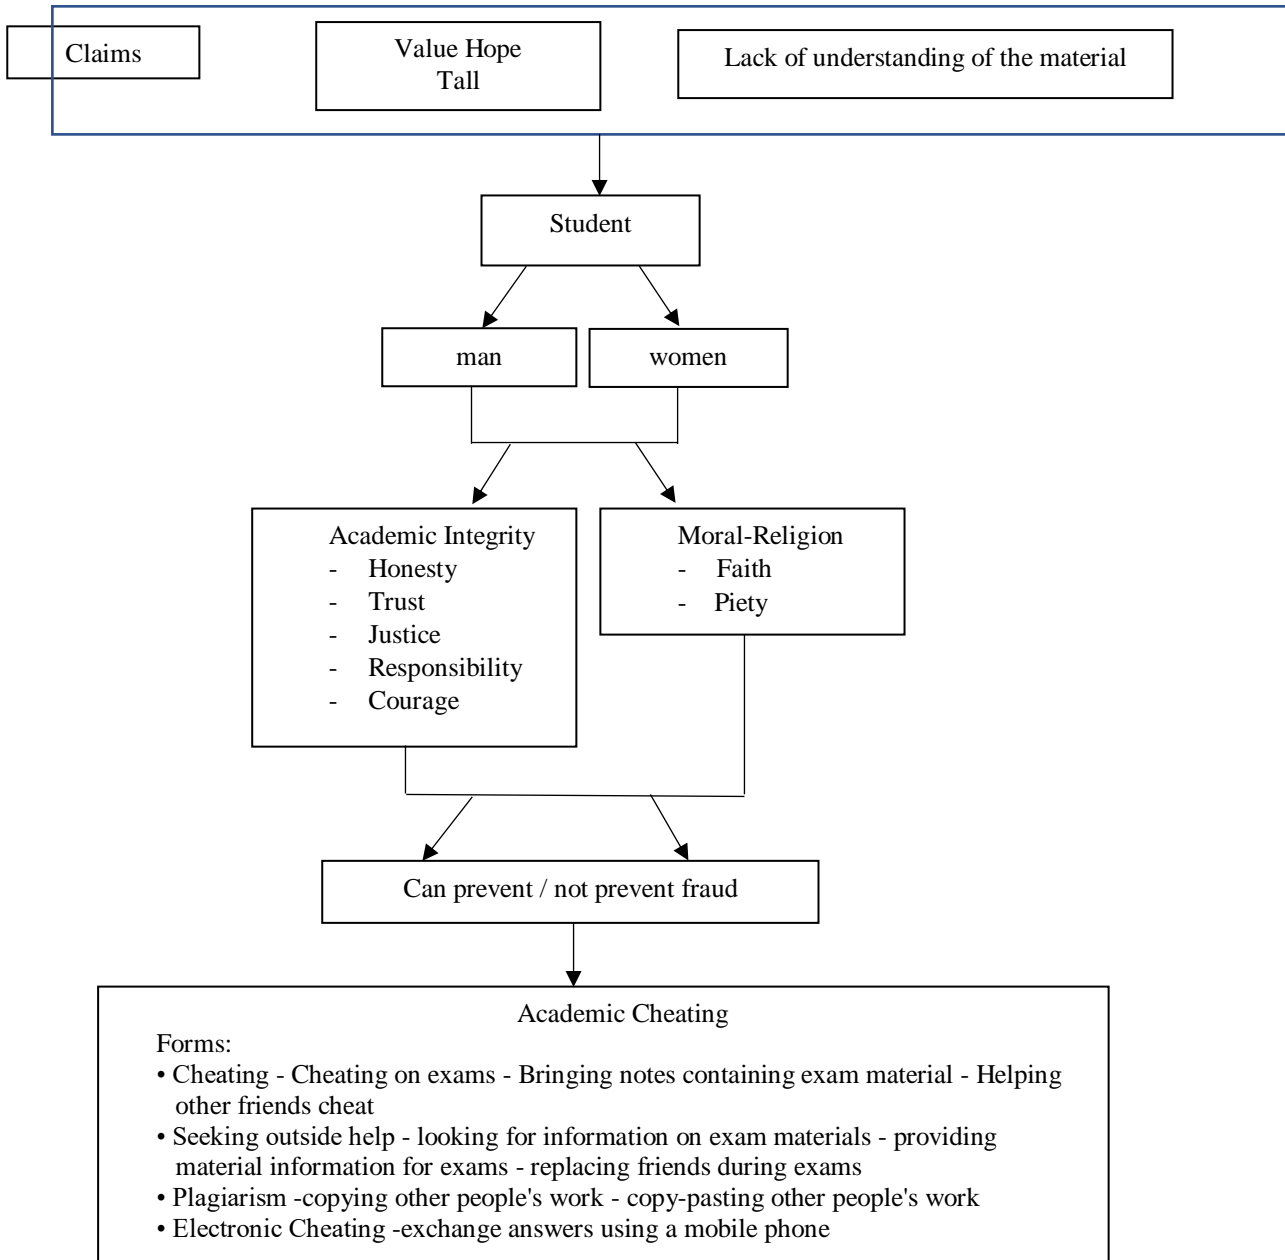 Claims
Value Hope
Tall
Lack of understanding of the material
Student
man
women
Academic Integrity
- Honesty
- Trust
- Justice
- Responsibility
- Courage
Moral-Religion
- Faith
- Piety
Can prevent / not prevent fraud
Academic Cheating
Forms:
• Cheating - Cheating on exams - Bringing notes containing exam material - Helping
other friends cheat
• Seeking outside help - looking for information on exam materials - providing
material information for exams - replacing friends during exams
• Plagiarism -copying other people's work - copy-pasting other people's work
• Electronic Cheating -exchange answers using a mobile phone